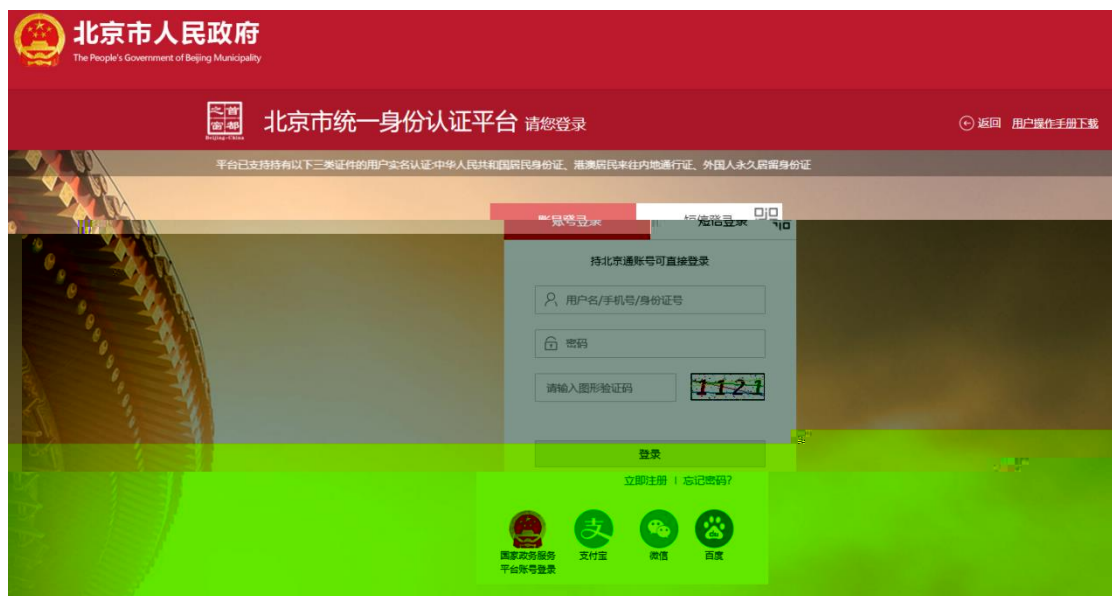 北京市人民政府
The People's Government of Beijing Municipality
首都之窗
Beijing-China
北京市统一身份认证平台 请您登录
返回 用户操作手册下载
平台已支持持有以下三类证件的用户实名认证:中华人民共和国居民身份证、港澳居民来往内地通行证、外国人永久居留身份证
账号登录 短信登录
持北京通账号可直接登录
用户名/手机号/身份证号
密码
请输入图形验证码 1121
登录
立即注册 | 忘记密码?
国家政务服务平台账号登录 支付宝 微信 百度